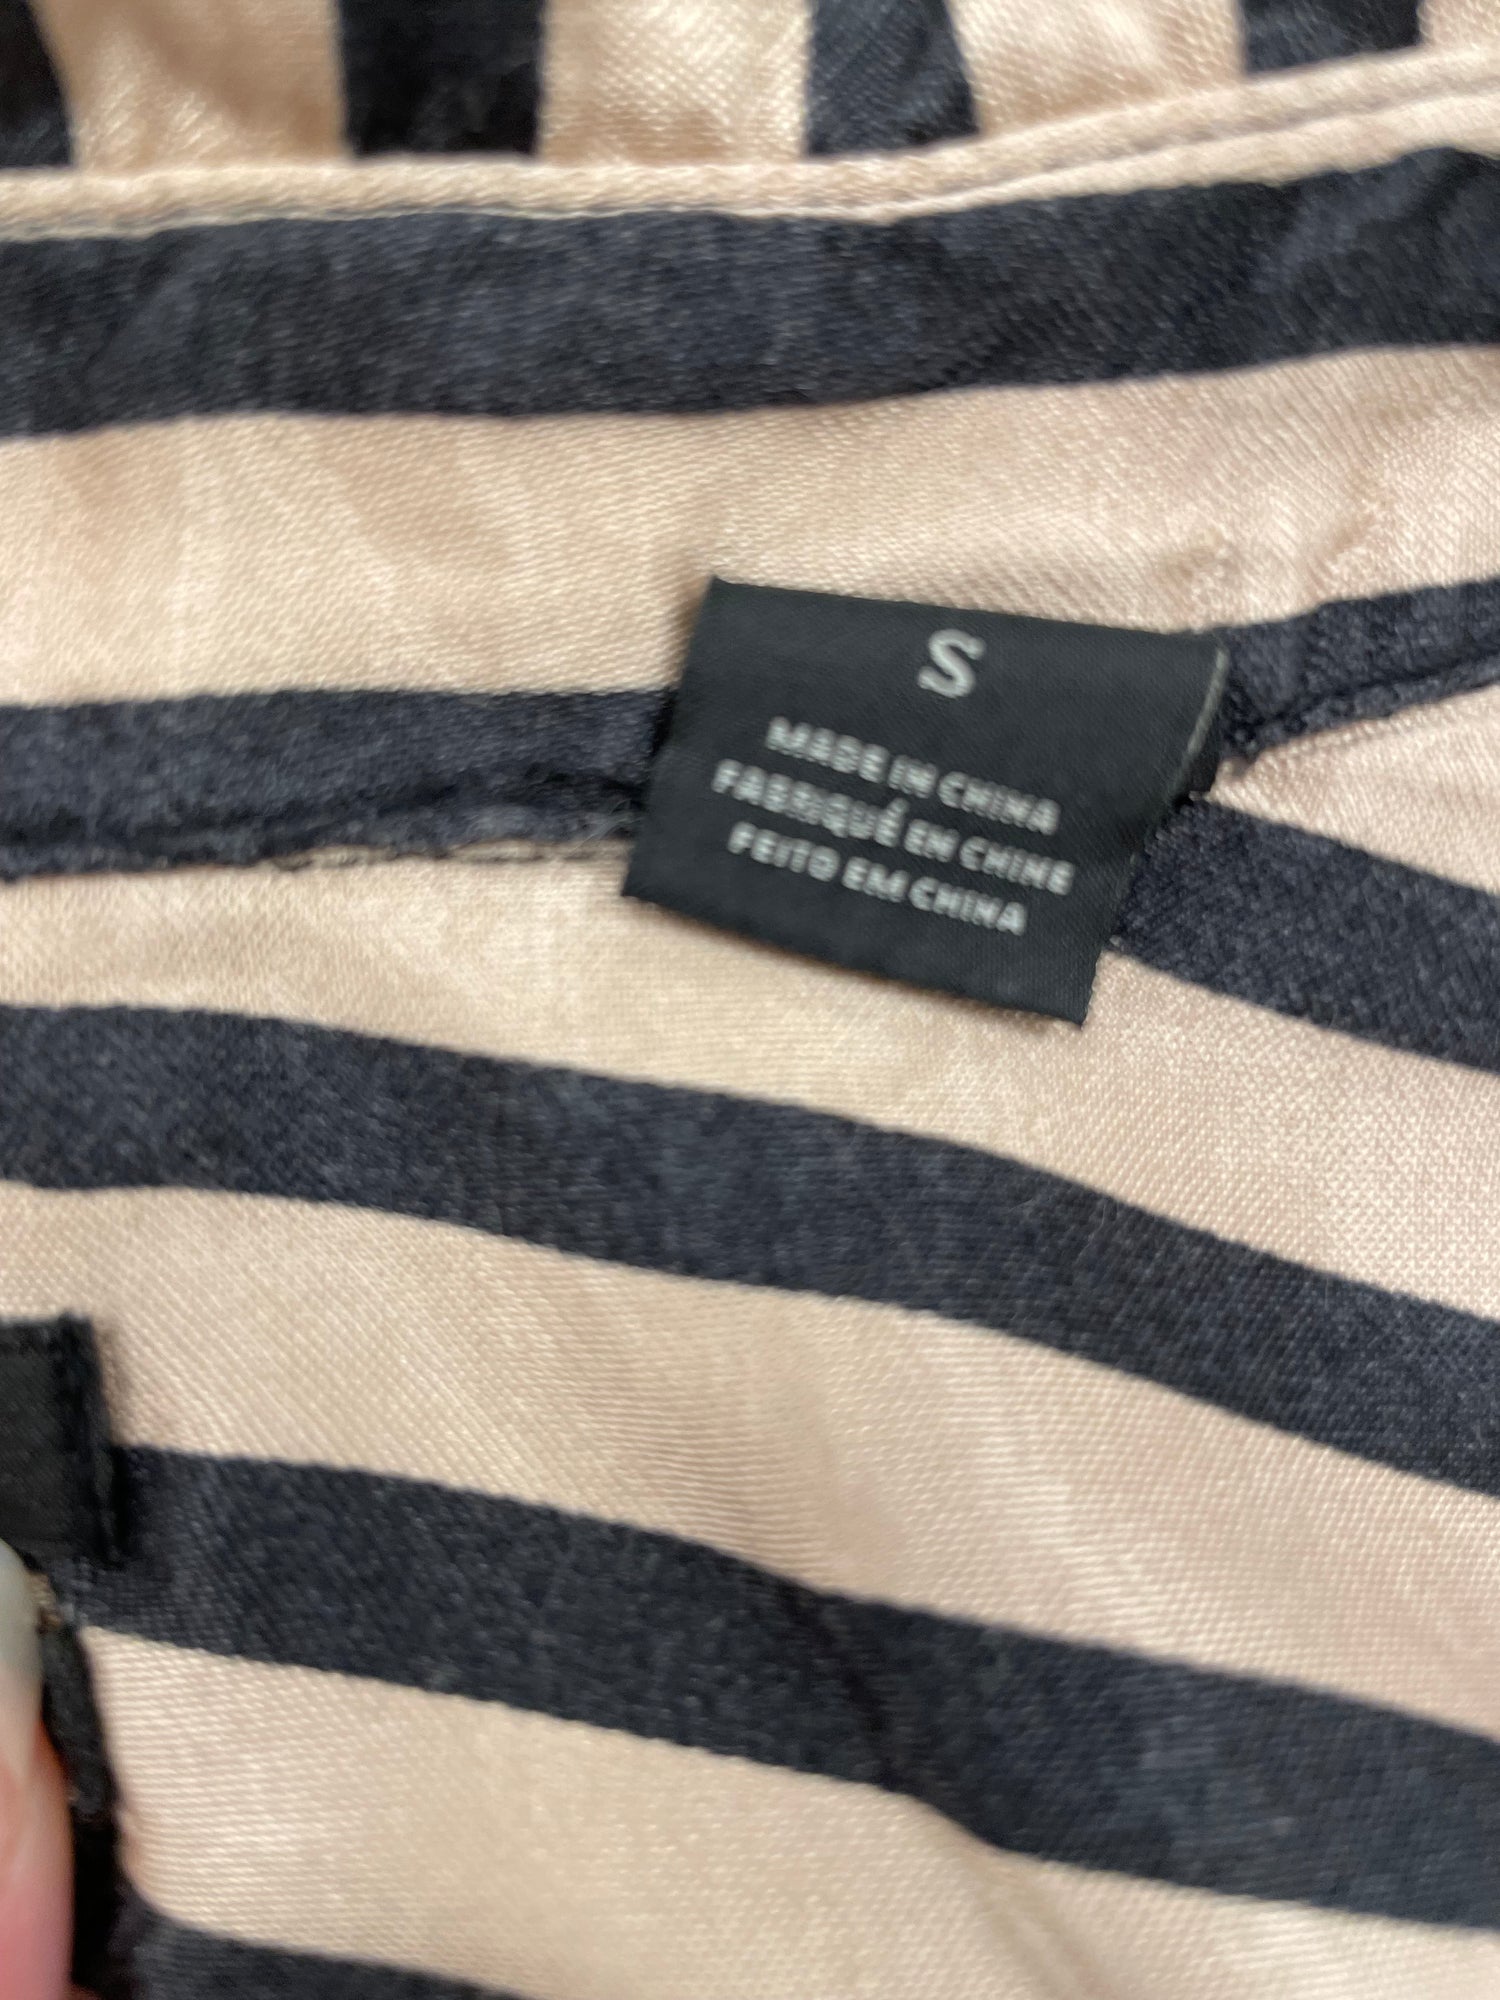 S
MADE IN CHINA
FABRIQUÉ EN CHINE
FEITO EM CHINA